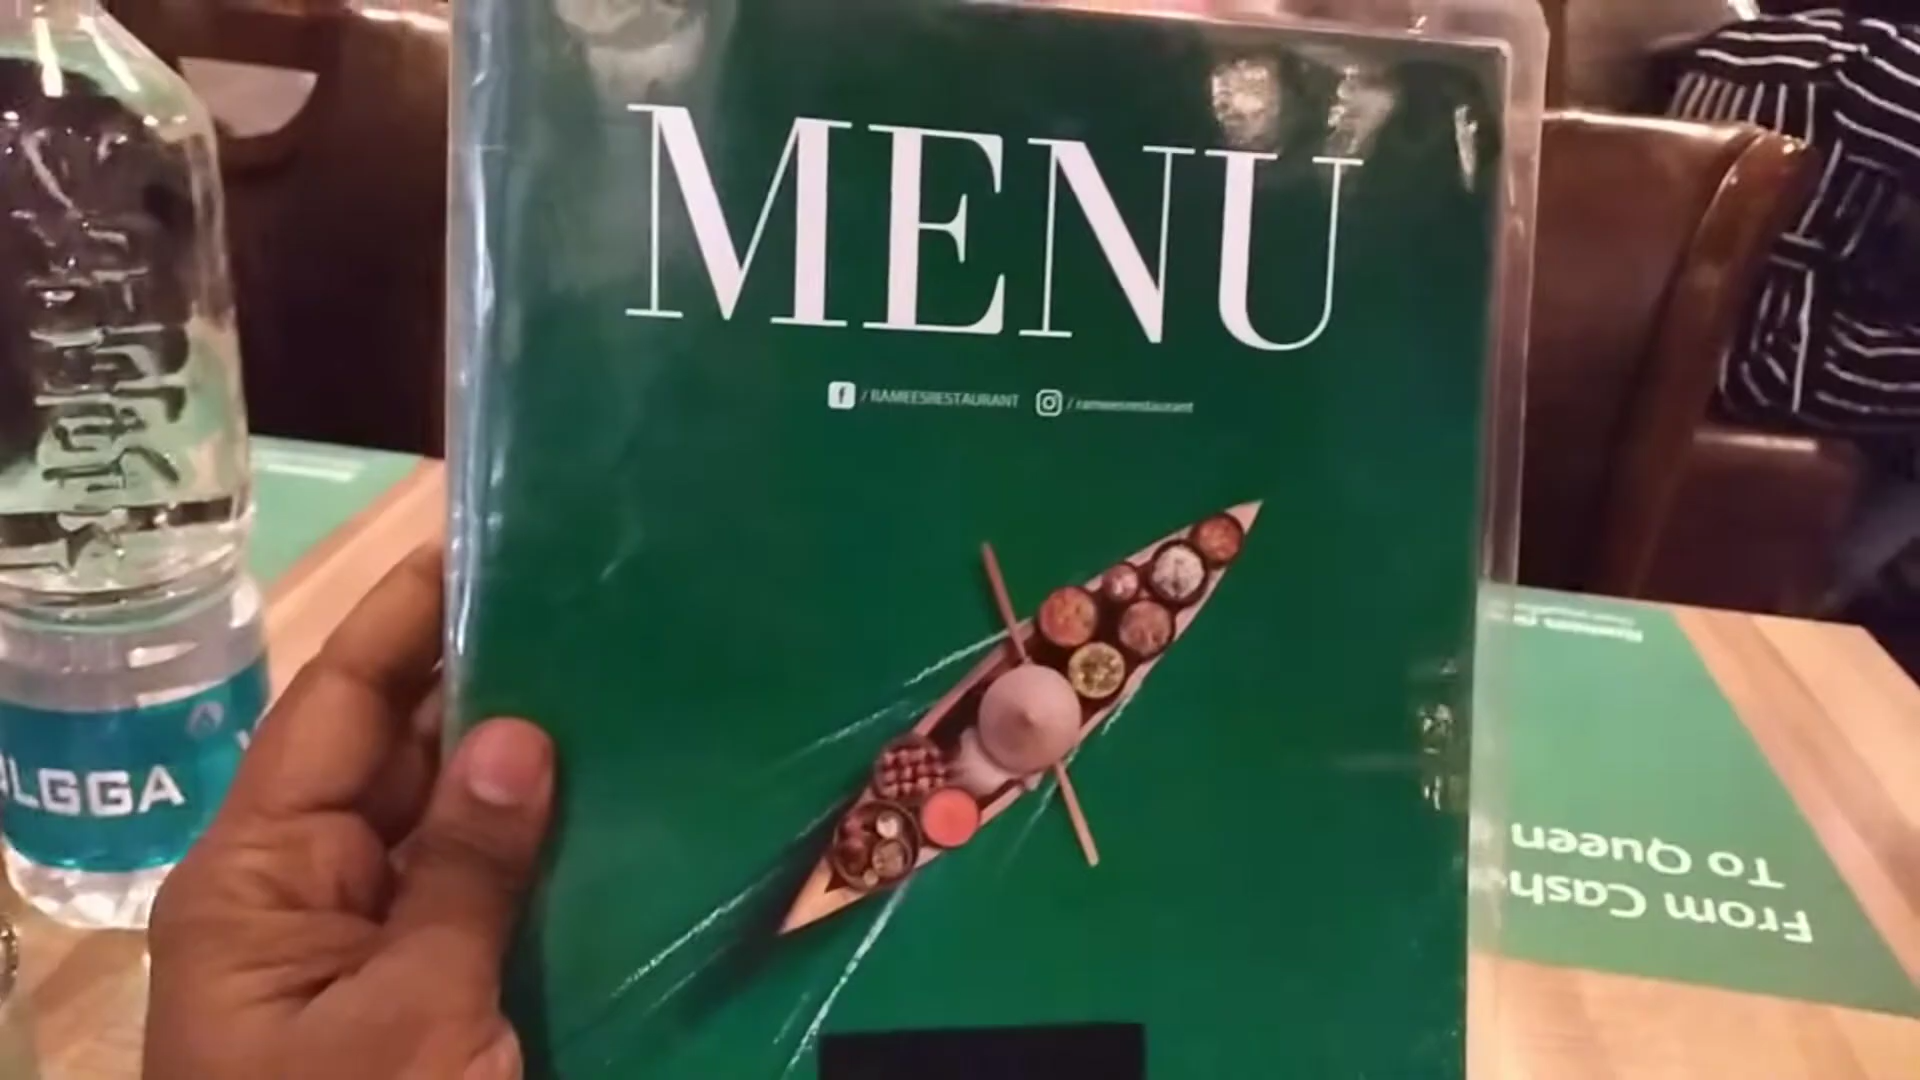 MENU
/ RAMEESRESTAURANT / rameesrestaurant
LGGA
From Cash
To Queen